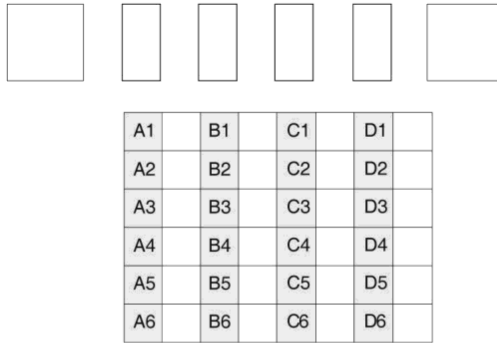 A1 B1 C1 D1
A2 B2 C2 D2
A3 B3 C3 D3
A4 B4 C4 D4
A5 B5 C5 D5
A6 B6 C6 D6